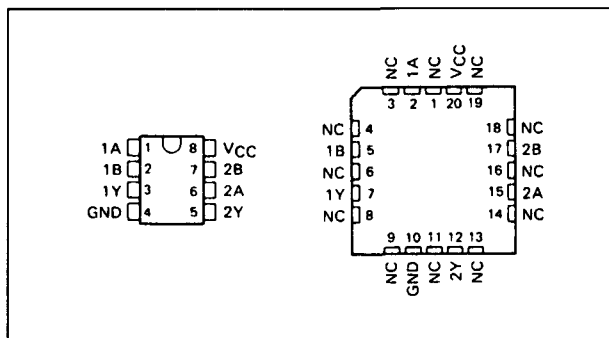 1A 1 8 VCC
1B 2 7 2B
1Y 3 6 2A
GND 4 5 2Y
NC 1A NC VCC NC
3 2 1 20 19
NC 4 18 NC
1B 5 17 2B
NC 6 16 NC
1Y 7 15 2A
NC 8 14 NC
9 10 11 12 13
NC GND NC 2Y NC